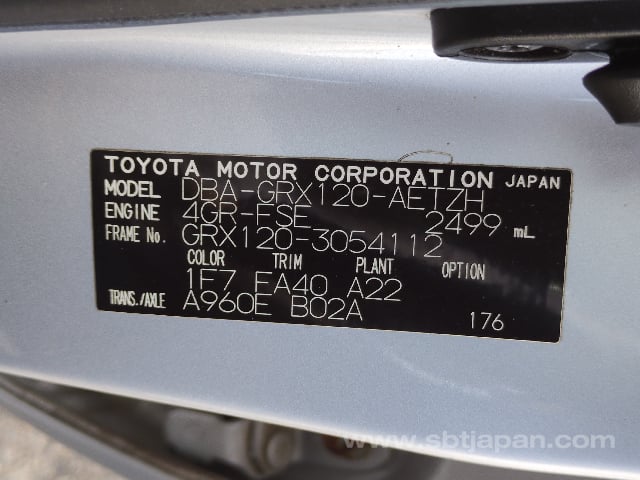 TOYOTA MOTOR CORPORATION JAPAN
MODEL DBA-GRX120-AETZH
ENGINE 4GR-FSE 2499 mL
FRAME No. GRX120-3054112
COLOR TRIM PLANT OPTION
1F7 FA40 A22
TRANS./AXLE A960E B02A
176
www.sbtjapan.com